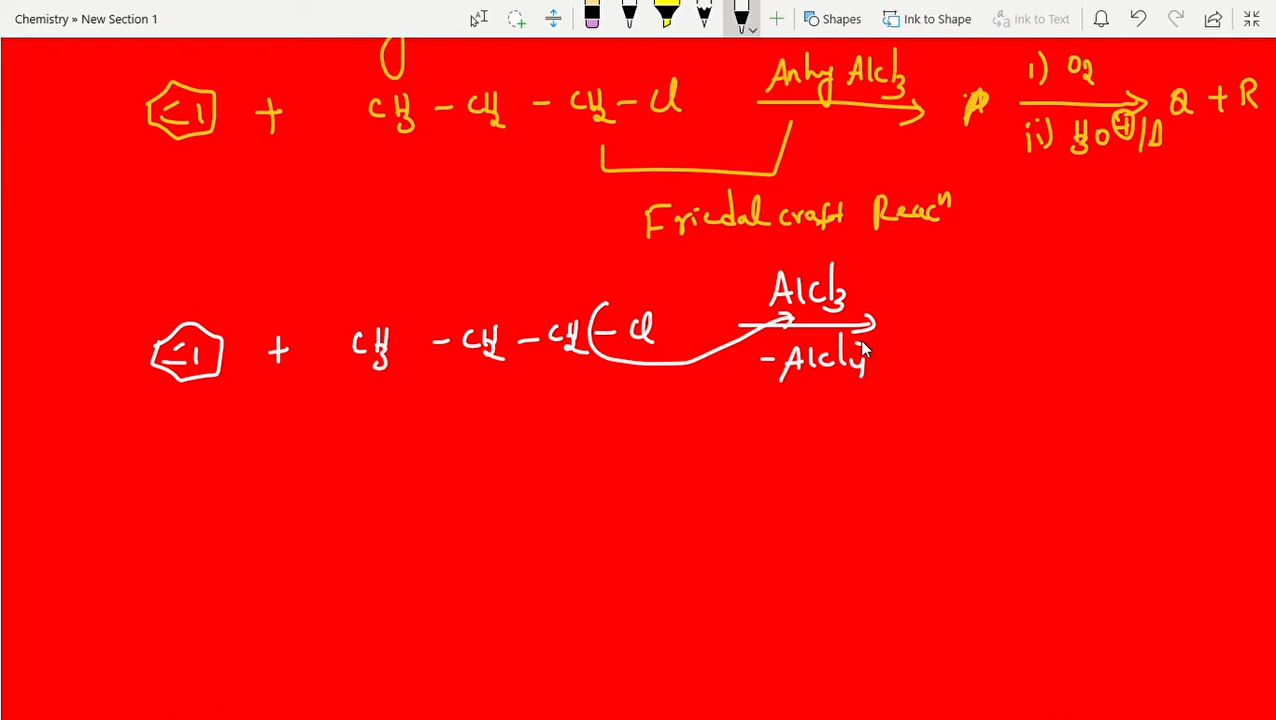 Chemistry » New Section 1
Shapes
Ink to Shape
Ink to Text
+ CH3 - CH2 - CH2 - Cl Anhy AlCl3 P i) O2 Q + R
ii) H3O⊕/Δ
Friedal craft Reacⁿ
+ CH3 - CH2 - CH2 - Cl AlCl3
- AlCl4